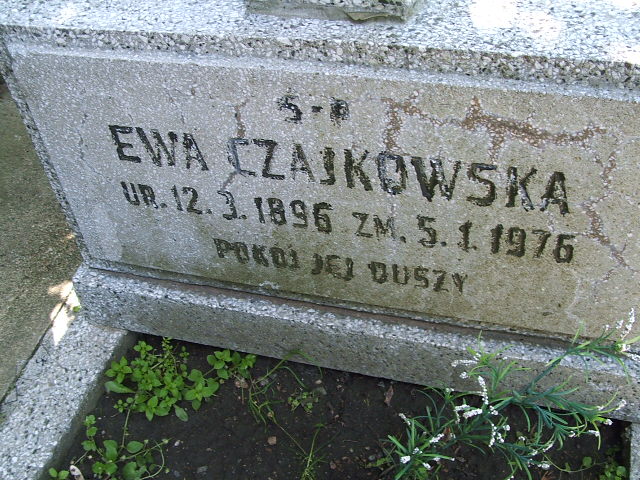 Ś-P
EWA CZAJKOWSKA
UR. 12.3.1896 ZM. 5.1.1976
POKÓJ JEJ DUSZY